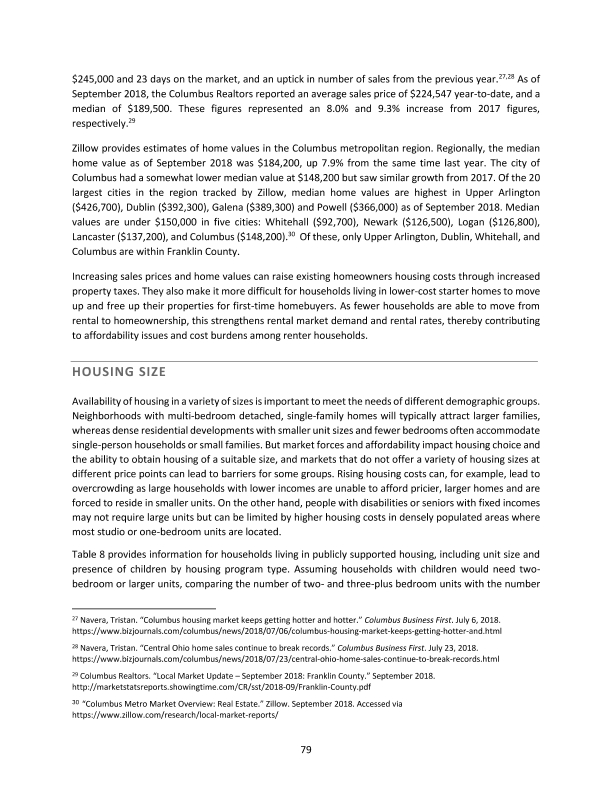 $245,000 and 23 days on the market, and an uptick in number of sales from the previous year.27,28 As of
September 2018, the Columbus Realtors reported an average sales price of $224,547 year-to-date, and a
median of $189,500. These figures represented an 8.0% and 9.3% increase from 2017 figures,
respectively.29
Zillow provides estimates of home values in the Columbus metropolitan region. Regionally, the median
home value as of September 2018 was $184,200, up 7.9% from the same time last year. The city of
Columbus had a somewhat lower median value at $148,200 but saw similar growth from 2017. Of the 20
largest cities in the region tracked by Zillow, median home values are highest in Upper Arlington
($426,700), Dublin ($392,300), Galena ($389,300) and Powell ($366,000) as of September 2018. Median
values are under $150,000 in five cities: Whitehall ($92,700), Newark ($126,500), Logan ($126,800),
Lancaster ($137,200), and Columbus ($148,200).30 Of these, only Upper Arlington, Dublin, Whitehall, and
Columbus are within Franklin County.
Increasing sales prices and home values can raise existing homeowners housing costs through increased
property taxes. They also make it more difficult for households living in lower-cost starter homes to move
up and free up their properties for first-time homebuyers. As fewer households are able to move from
rental to homeownership, this strengthens rental market demand and rental rates, thereby contributing
to affordability issues and cost burdens among renter households.
HOUSING SIZE
Availability of housing in a variety of sizes is important to meet the needs of different demographic groups.
Neighborhoods with multi-bedroom detached, single-family homes will typically attract larger families,
whereas dense residential developments with smaller unit sizes and fewer bedrooms often accommodate
single-person households or small families. But market forces and affordability impact housing choice and
the ability to obtain housing of a suitable size, and markets that do not offer a variety of housing sizes at
different price points can lead to barriers for some groups. Rising housing costs can, for example, lead to
overcrowding as large households with lower incomes are unable to afford pricier, larger homes and are
forced to reside in smaller units. On the other hand, people with disabilities or seniors with fixed incomes
may not require large units but can be limited by higher housing costs in densely populated areas where
most studio or one-bedroom units are located.
Table 8 provides information for households living in publicly supported housing, including unit size and
presence of children by housing program type. Assuming households with children would need two-
bedroom or larger units, comparing the number of two- and three-plus bedroom units with the number
27 Navera, Tristan. “Columbus housing market keeps getting hotter and hotter.” Columbus Business First. July 6, 2018.
https://www.bizjournals.com/columbus/news/2018/07/06/columbus-housing-market-keeps-getting-hotter-and.html
28 Navera, Tristan. “Central Ohio home sales continue to break records.” Columbus Business First. July 23, 2018.
https://www.bizjournals.com/columbus/news/2018/07/23/central-ohio-home-sales-continue-to-break-records.html
29 Columbus Realtors. “Local Market Update – September 2018: Franklin County.” September 2018.
http://marketstatsreports.showingtime.com/CR/sst/2018-09/Franklin-County.pdf
30 “Columbus Metro Market Overview: Real Estate.” Zillow. September 2018. Accessed via
https://www.zillow.com/research/local-market-reports/
79